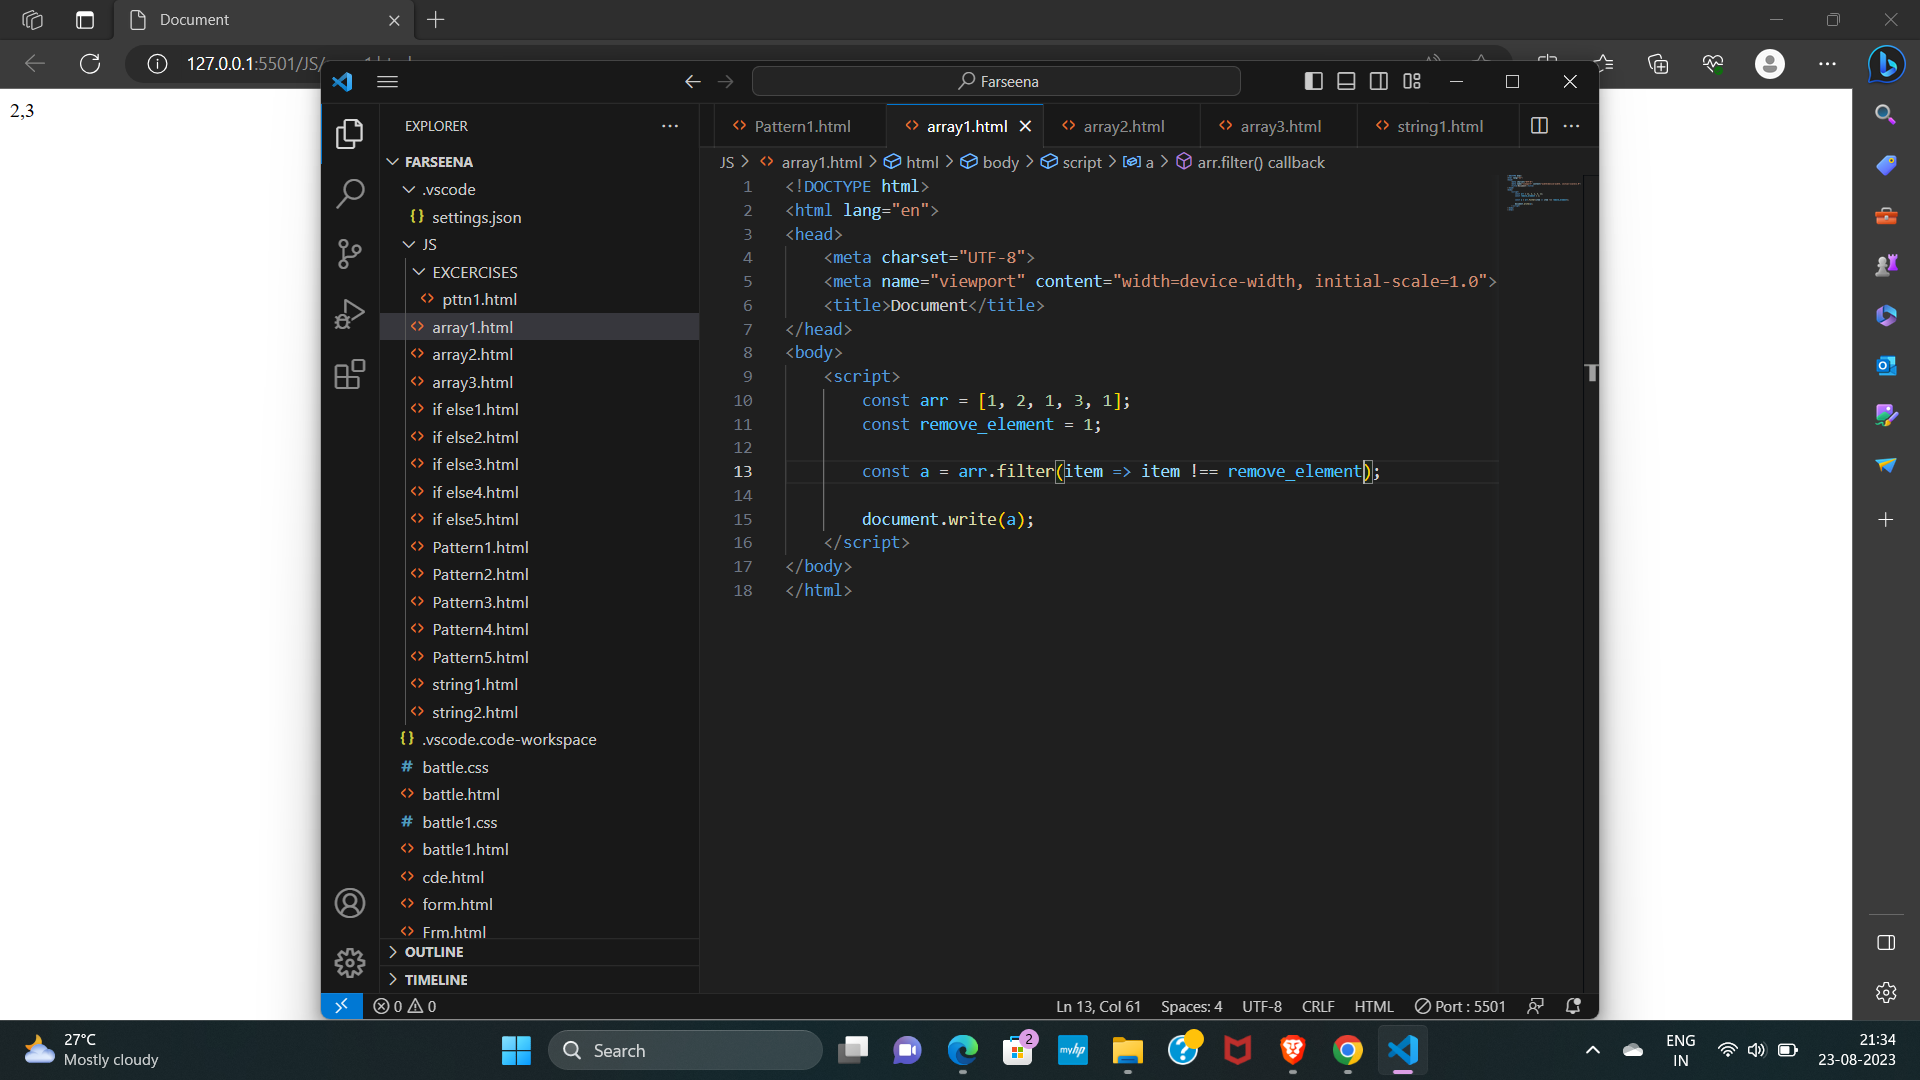 Document
127.0.0.1:5501/JS/
2,3
Farseena
EXPLORER
FARSEENA
.vscode
settings.json
JS
EXCERCISES
pttn1.html
array1.html
array2.html
array3.html
if else1.html
if else2.html
if else3.html
if else4.html
if else5.html
Pattern1.html
Pattern2.html
Pattern3.html
Pattern4.html
Pattern5.html
string1.html
string2.html
.vscode.code-workspace
battle.css
battle.html
battle1.css
battle1.html
cde.html
form.html
Frm.html
OUTLINE
TIMELINE
Pattern1.html array1.html array2.html array3.html string1.html
JS > array1.html > html > body > script > a > arr.filter() callback
1 <!DOCTYPE html>
2 <html lang="en">
3 <head>
4 <meta charset="UTF-8">
5 <meta name="viewport" content="width=device-width, initial-scale=1.0">
6 <title>Document</title>
7 </head>
8 <body>
9 <script>
10 const arr = [1, 2, 1, 3, 1];
11 const remove_element = 1;
12
13 const a = arr.filter(item => item !== remove_element);
14
15 document.write(a);
16 </script>
17 </body>
18 </html>
0 0 Ln 13, Col 61 Spaces: 4 UTF-8 CRLF HTML Port : 5501
27°C
Mostly cloudy
Search
2
myhp
ENG
IN
21:34
23-08-2023